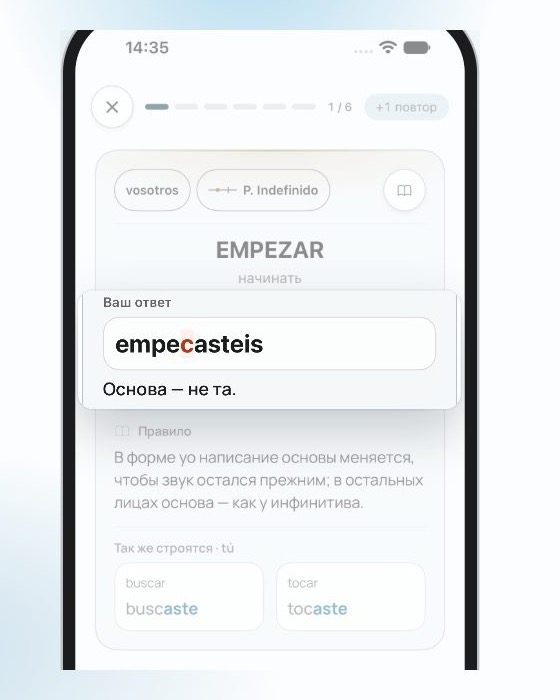 14:35
1 / 6
+1 повтор
vosotros
P. Indefinido
EMPEZAR
начинать
Ваш ответ
empecasteis
Основа — не та.
Правило
В форме yo написание основы меняется,
чтобы звук остался прежним; в остальных
лицах основа — как у инфинитива.
Так же строятся · tú
buscar
buscaste
tocar
tocaste